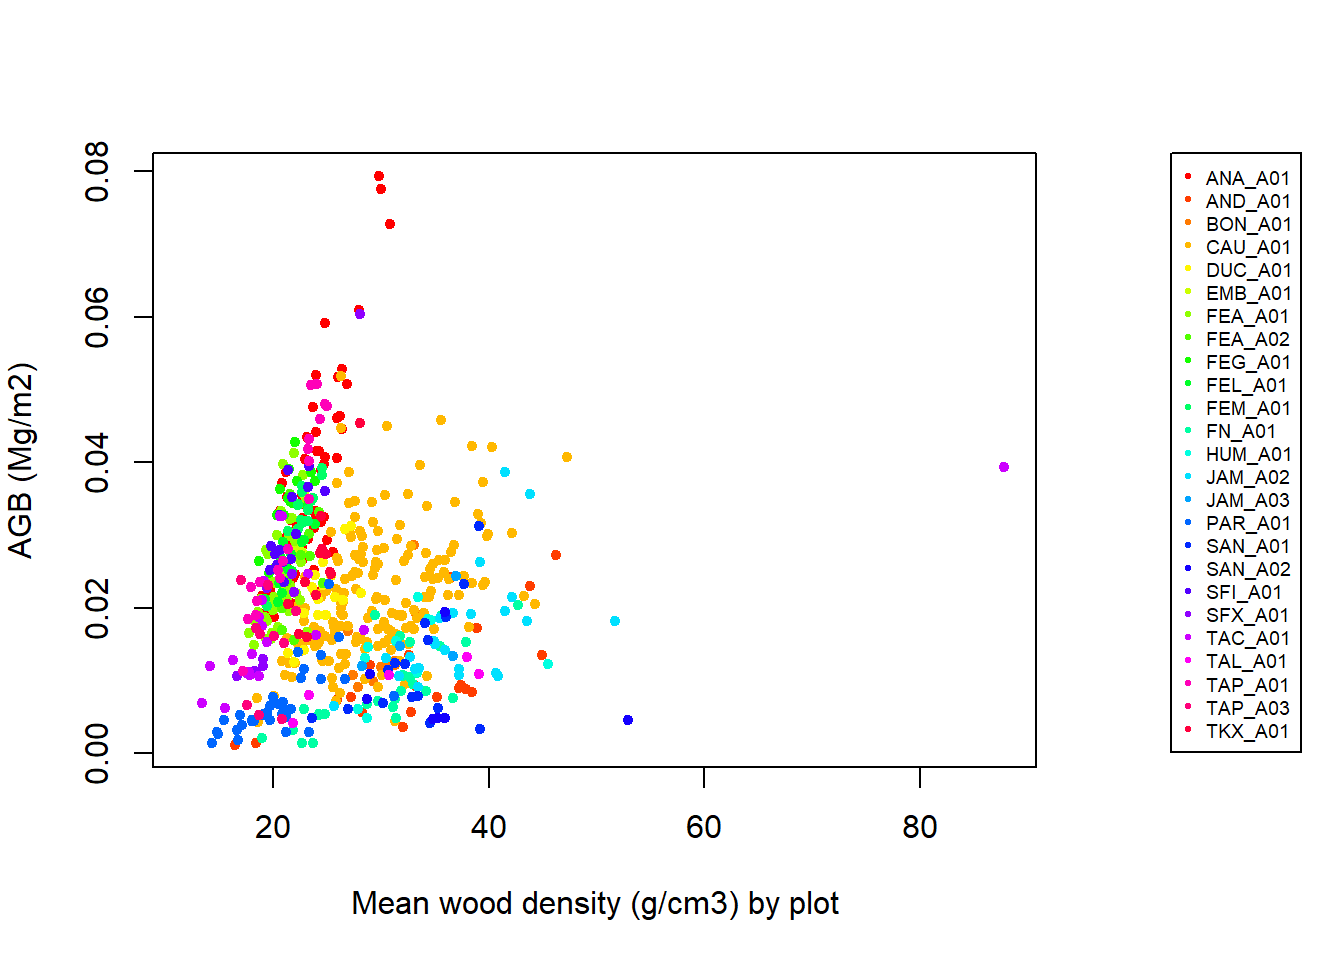 AGB (Mg/m2)
0.08
0.06
0.04
0.02
0.00
20 40 60 80
Mean wood density (g/cm3) by plot
ANA_A01
AND_A01
BON_A01
CAU_A01
DUC_A01
EMB_A01
FEA_A01
FEA_A02
FEG_A01
FEL_A01
FEM_A01
FN_A01
HUM_A01
JAM_A02
JAM_A03
PAR_A01
SAN_A01
SAN_A02
SFI_A01
SFX_A01
TAC_A01
TAL_A01
TAP_A01
TAP_A03
TKX_A01